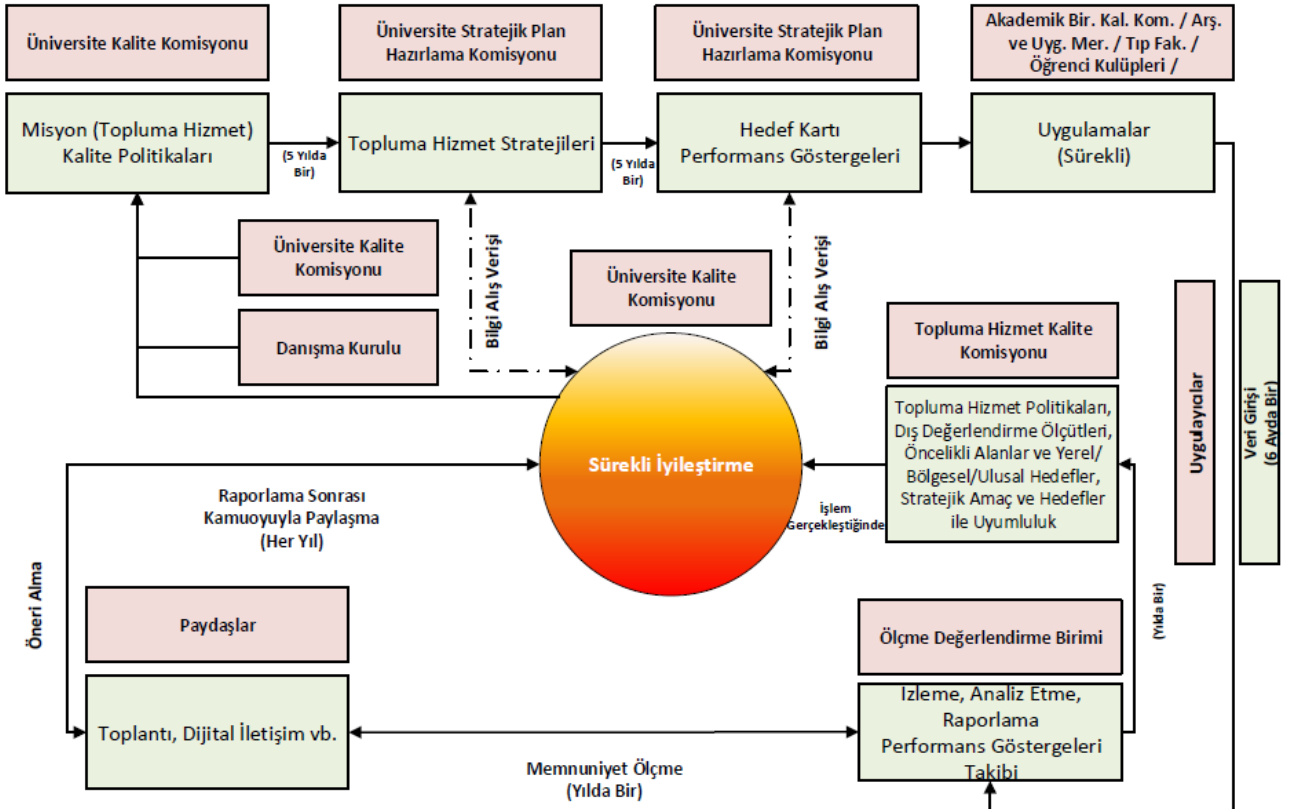 Üniversite Kalite Komisyonu
Üniversite Stratejik Plan
Hazırlama Komisyonu
Üniversite Stratejik Plan
Hazırlama Komisyonu
Akademik Bir. Kal. Kom. / Arş.
ve Uyg. Mer. / Tıp Fak. /
Öğrenci Kulüpleri /
Misyon (Topluma Hizmet)
Kalite Politikaları
(5 Yılda
Bir)
Topluma Hizmet Stratejileri
(5 Yılda
Bir)
Hedef Kartı
Performans Göstergeleri
Uygulamalar
(Sürekli)
Üniversite Kalite
Komisyonu
Danışma Kurulu
Bilgi Alış Verişi
Üniversite Kalite
Komisyonu
Bilgi Alış Verişi
Topluma Hizmet Kalite
Komisyonu
Topluma Hizmet Politikaları,
Dış Değerlendirme Ölçütleri,
Öncelikli Alanlar ve Yerel/
Bölgesel/Ulusal Hedefler,
Stratejik Amaç ve Hedefler
ile Uyumluluk
Uygulayıcılar
Veri Girişi
(6 Ayda Bir)
Sürekli İyileştirme
İşlem
Gerçekleştiğinde
Raporlama Sonrası
Kamuoyuyla Paylaşma
(Her Yıl)
Öneri Alma
Paydaşlar
Toplantı, Dijital İletişim vb.
Memnuniyet Ölçme
(Yılda Bir)
Ölçme Değerlendirme Birimi
Izleme, Analiz Etme,
Raporlama
Performans Göstergeleri
Takibi
(Yılda Bir)